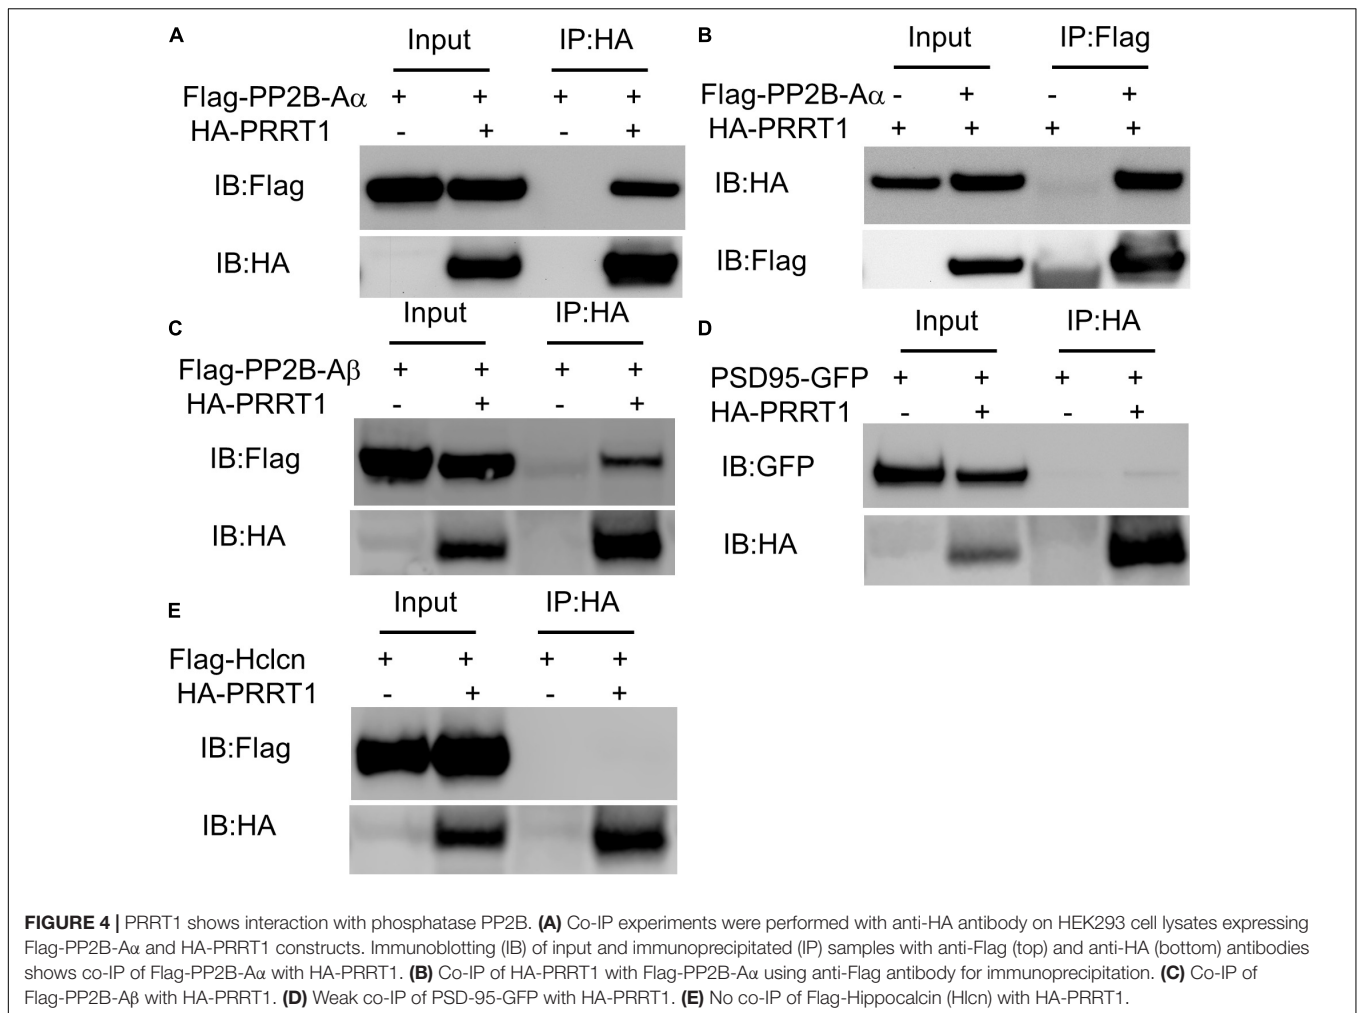 A
Input IP:HA
Flag-PP2B-Aα + + + +
HA-PRRT1 - + - +
IB:Flag
IB:HA
B
Input IP:Flag
Flag-PP2B-Aα - + - +
HA-PRRT1 + + + +
IB:HA
IB:Flag
C
Input IP:HA
Flag-PP2B-Aβ + + + +
HA-PRRT1 - + - +
IB:Flag
IB:HA
D
Input IP:HA
PSD95-GFP + + + +
HA-PRRT1 - + - +
IB:GFP
IB:HA
E
Input IP:HA
Flag-Hclcn + + + +
HA-PRRT1 - + - +
IB:Flag
IB:HA
FIGURE 4 | PRRT1 shows interaction with phosphatase PP2B. (A) Co-IP experiments were performed with anti-HA antibody on HEK293 cell lysates expressing
Flag-PP2B-Aα and HA-PRRT1 constructs. Immunoblotting (IB) of input and immunoprecipitated (IP) samples with anti-Flag (top) and anti-HA (bottom) antibodies
shows co-IP of Flag-PP2B-Aα with HA-PRRT1. (B) Co-IP of HA-PRRT1 with Flag-PP2B-Aα using anti-Flag antibody for immunoprecipitation. (C) Co-IP of
Flag-PP2B-Aβ with HA-PRRT1. (D) Weak co-IP of PSD-95-GFP with HA-PRRT1. (E) No co-IP of Flag-Hippocalcin (Hlcn) with HA-PRRT1.